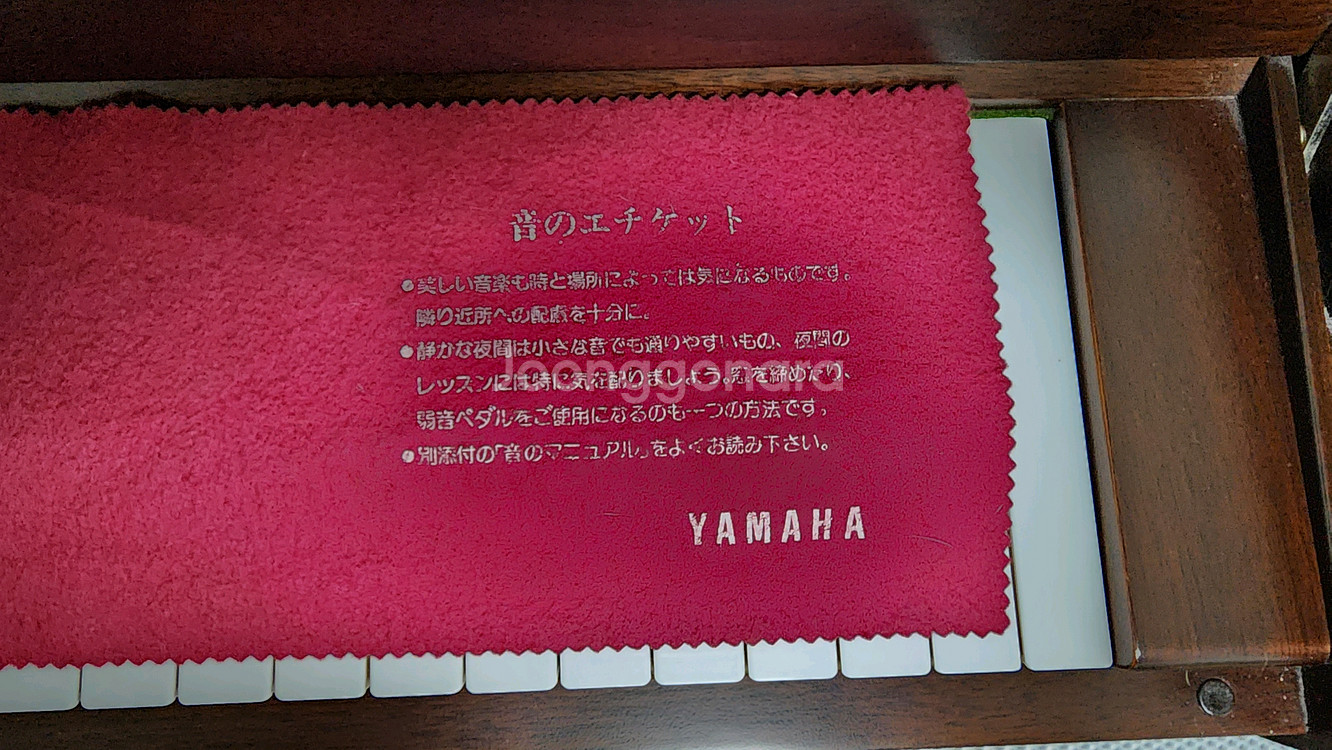 音のエチケット
●美しい音楽も時と場所によっては気になるものです。
隣り近所への配慮を十分に。
●静かな夜間は小さな音でも通りやすいもの、夜間の
レッスンには特に気を配りましょう。窓を締めたり、
弱音ペダルをご使用になるのも一つの方法です。
●別添付の「音のマニュアル」をよくお読み下さい。
YAMAHA
joonggonara